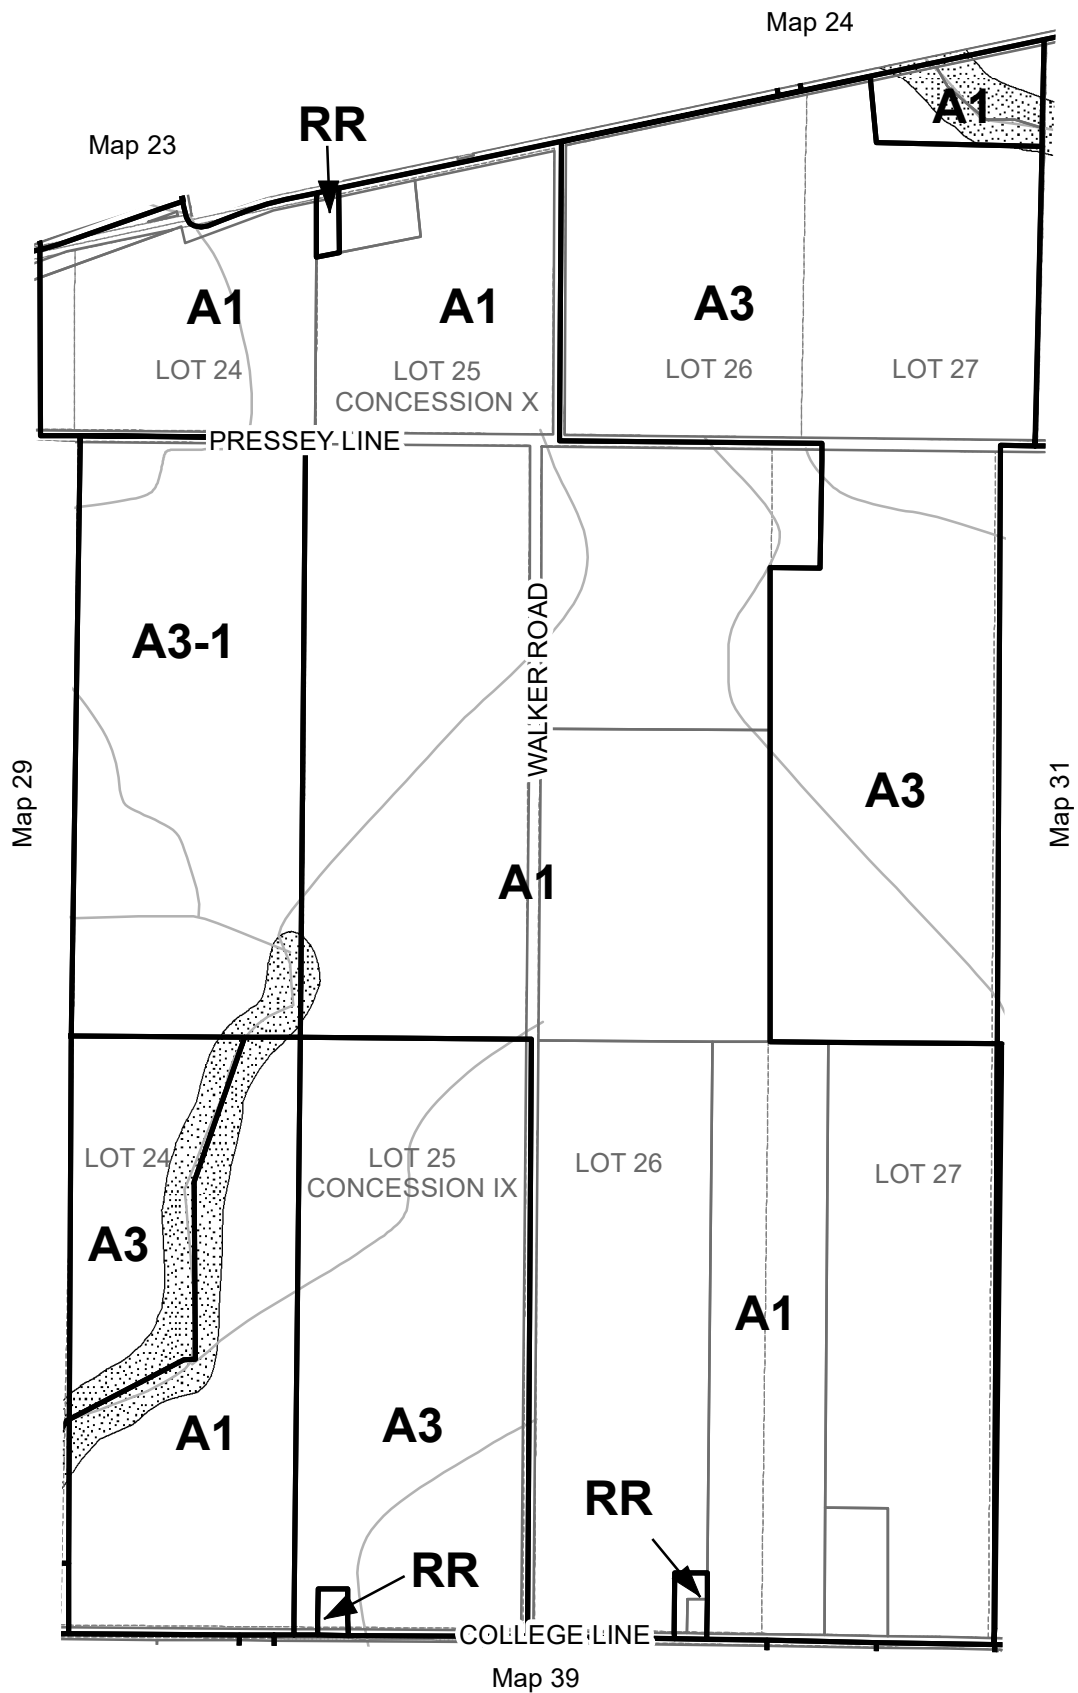 Map 24
Map 23
RR
A1
A1
A1
A3
LOT 24
LOT 25
CONCESSION X
LOT 26
LOT 27
PRESSEY LINE
A3-1
WALKER ROAD
Map 29
A3
Map 31
A1
LOT 24
LOT 25
CONCESSION IX
LOT 26
LOT 27
A3
A1
A1
A3
RR
RR
COLLEGE LINE
Map 39